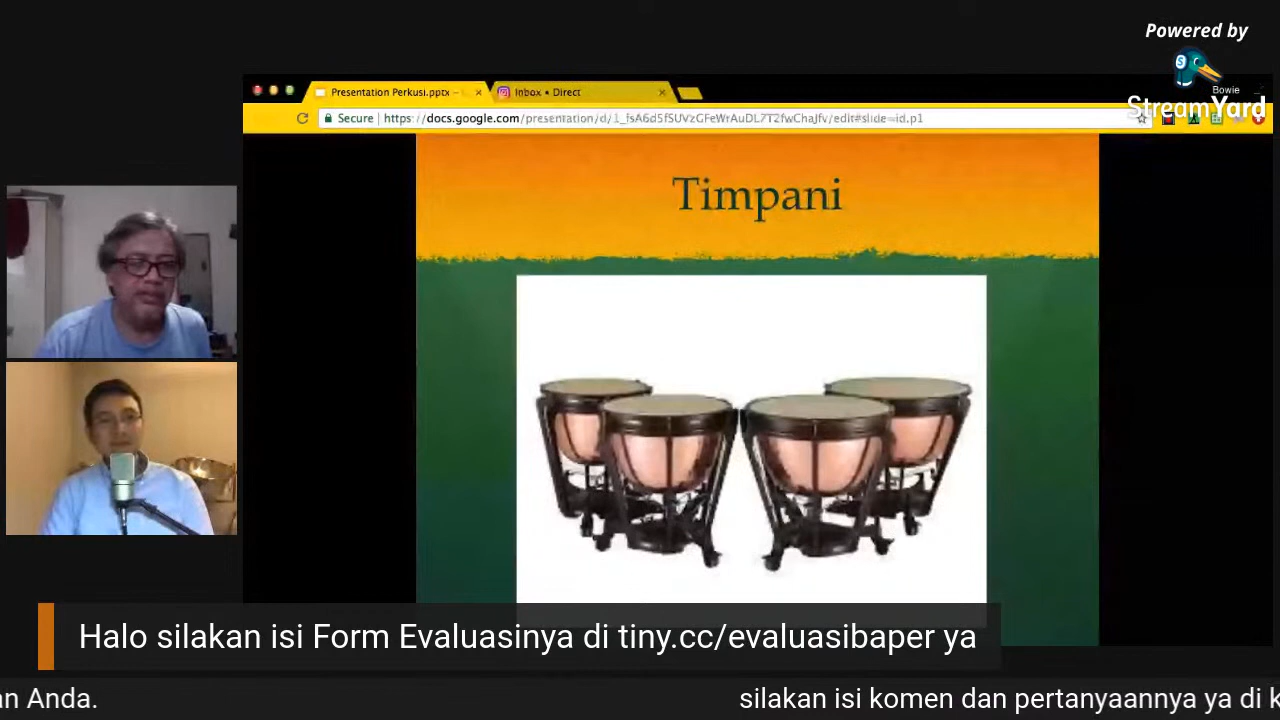 Powered by
Bowie
StreamYard
Presentation Perkusi.pptx –
Inbox • Direct
Secure
Timpani
Halo silakan isi Form Evaluasinya di tiny.cc/evaluasibaper ya
an Anda.
silakan isi komen dan pertanyaannya ya di k